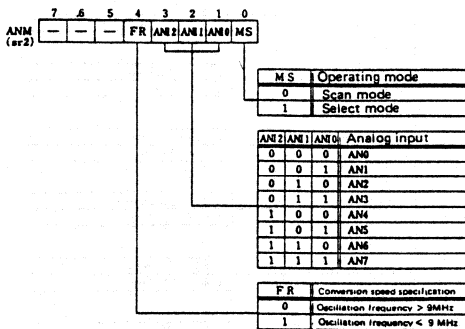 7 6 5 4 3 2 1 0
ANM — — — FR ANI2 ANI1 ANI0 MS
(sr2)
MS Operating mode
0 Scan mode
1 Select mode
ANI2 ANI1 ANI0 Analog input
0 0 0 AN0
0 0 1 AN1
0 1 0 AN2
0 1 1 AN3
1 0 0 AN4
1 0 1 AN5
1 1 0 AN6
1 1 1 AN7
FR Conversion speed specification
0 Oscillation frequency > 9MHz
1 Oscillation frequency < 9 MHz